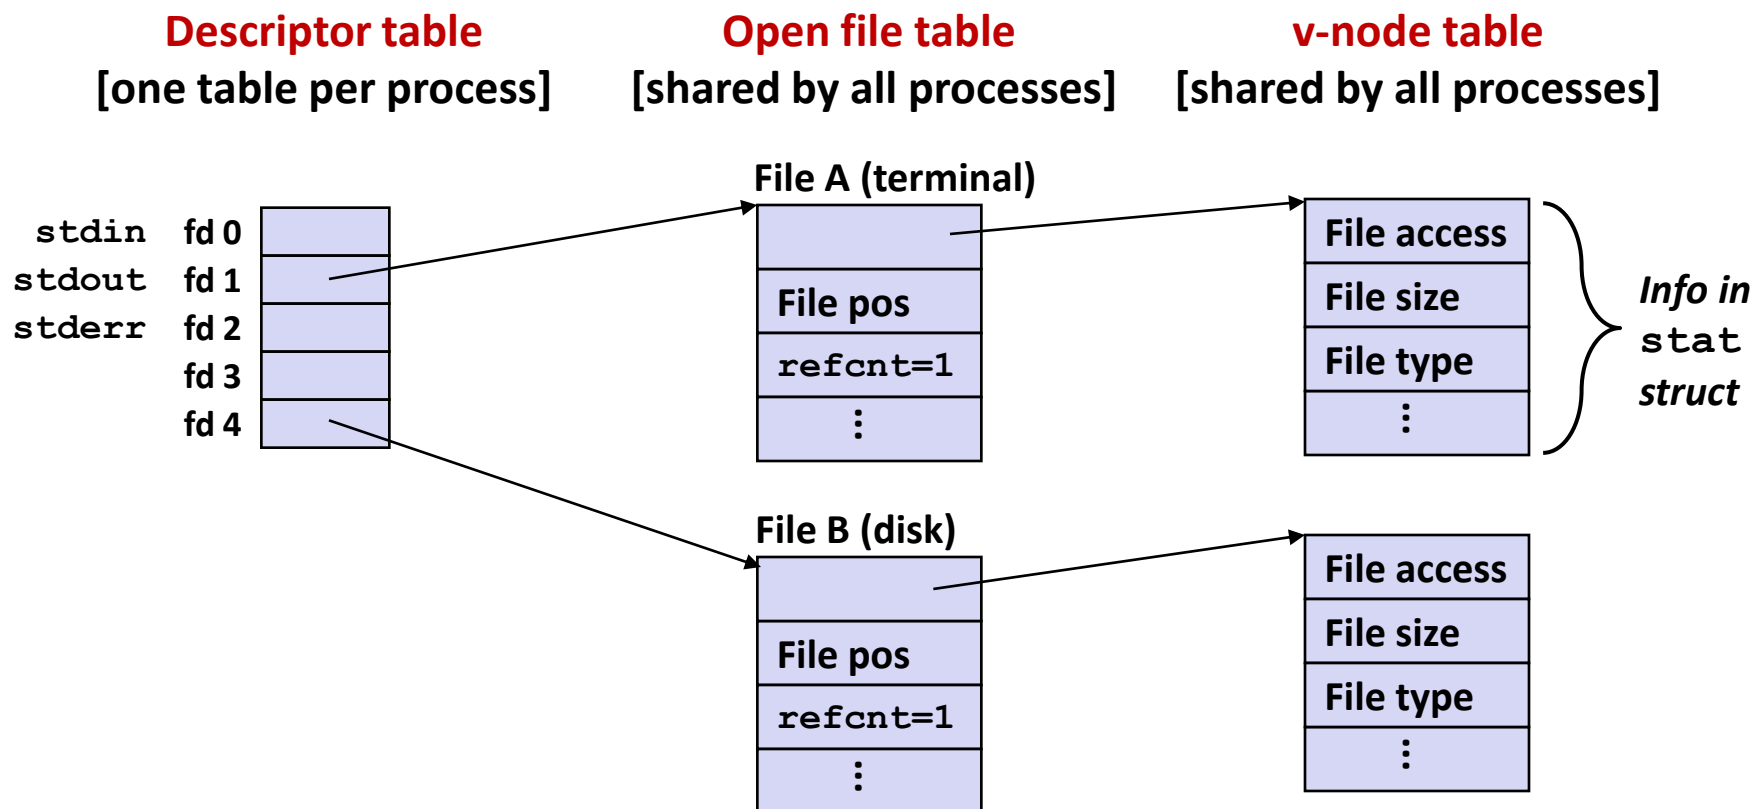 Descriptor table
[one table per process]
Open file table
[shared by all processes]
v-node table
[shared by all processes]
stdin fd 0
stdout fd 1
stderr fd 2
fd 3
fd 4
File A (terminal)
File pos
refcnt=1
⋮
File B (disk)
File pos
refcnt=1
⋮
File access
File size
File type
⋮
Info in
stat
struct
File access
File size
File type
⋮